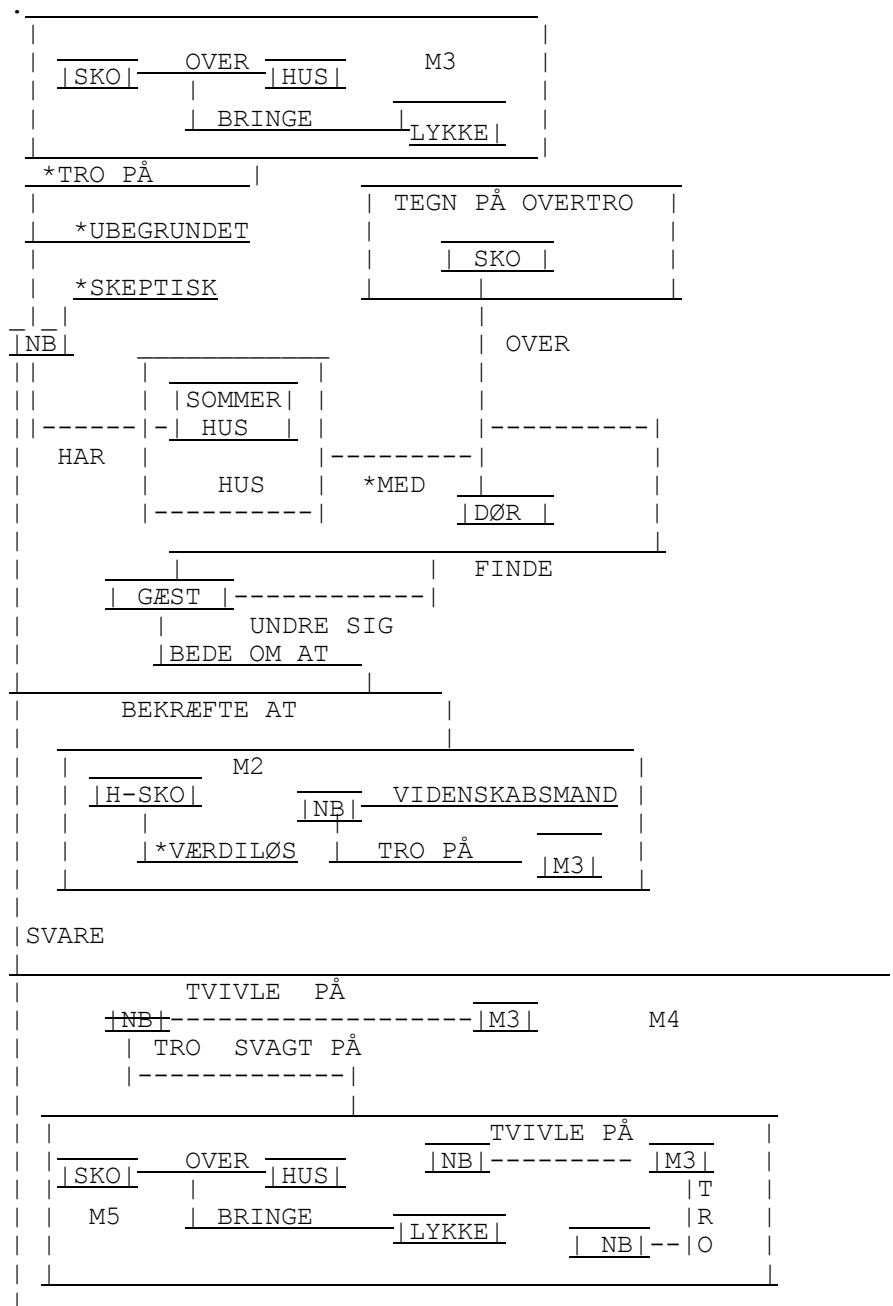 OVER M3
SKO HUS
BRINGE
LYKKE
*TRO PÅ
TEGN PÅ OVERTRO
*UBEGRUNDET
SKO
*SKEPTISK
NB OVER
SOMMER
HUS
HAR
HUS *MED
DØR
FINDE
GÆST
UNDRE SIG
BEDE OM AT
BEKRÆFTE AT
M2
H-SKO NB VIDENSKABSMAND
*VÆRDILØS TRO PÅ
M3
SVARE
TVIVLE PÅ
NB M3 M4
TRO SVAGT PÅ
TVIVLE PÅ
OVER NB M3
SKO HUS
T
M5 BRINGE R
LYKKE NB O